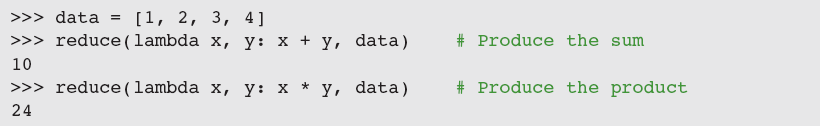 >>> data = [1, 2, 3, 4]
>>> reduce(lambda x, y: x + y, data)    # Produce the sum
10
>>> reduce(lambda x, y: x * y, data)    # Produce the product
24